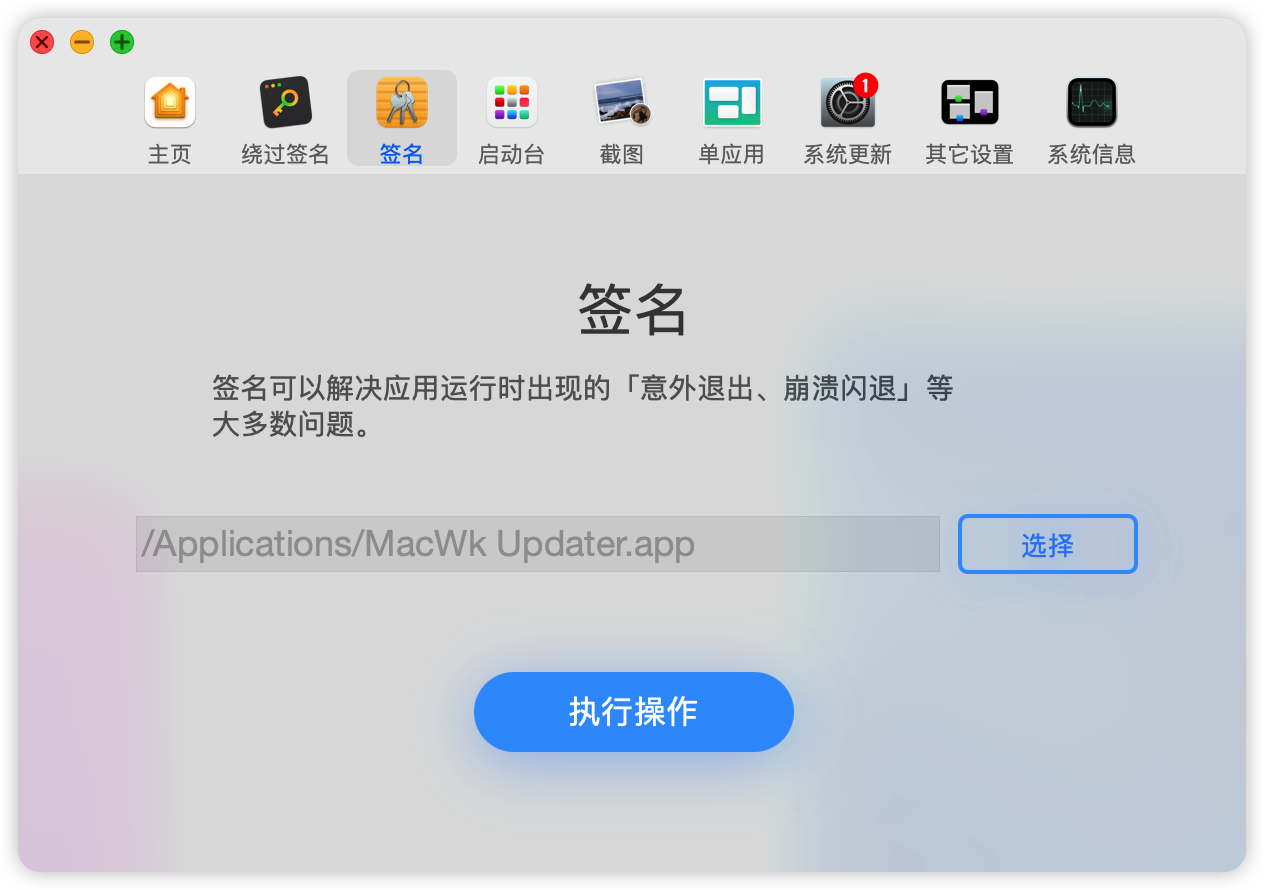 1
主页
绕过签名
签名
启动台
截图
单应用
系统更新
其它设置
系统信息
签名
签名可以解决应用运行时出现的「意外退出、崩溃闪退」等
大多数问题。
/Applications/MacWk Updater.app
选择
执行操作